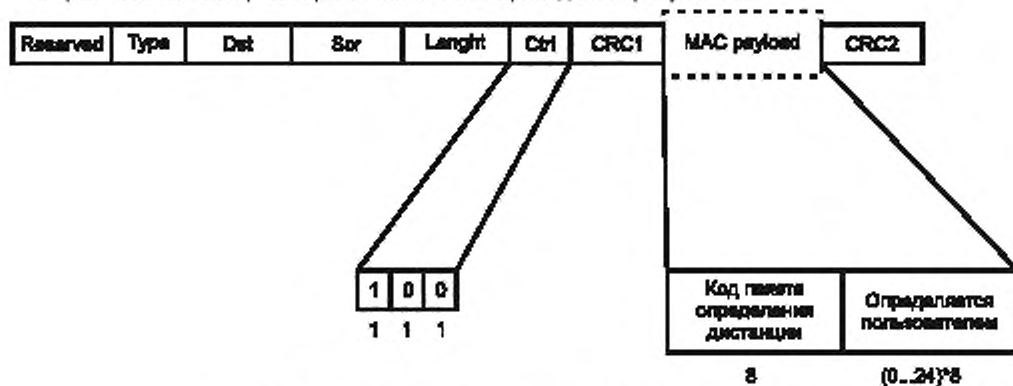 Reserved Type Dst Scr Lenght Ctrl CRC1 MAC payload CRC2
1 0 0
1 1 1
Код пакета
определения
дистанции
Определяется
пользователем
8
(0...24)*8